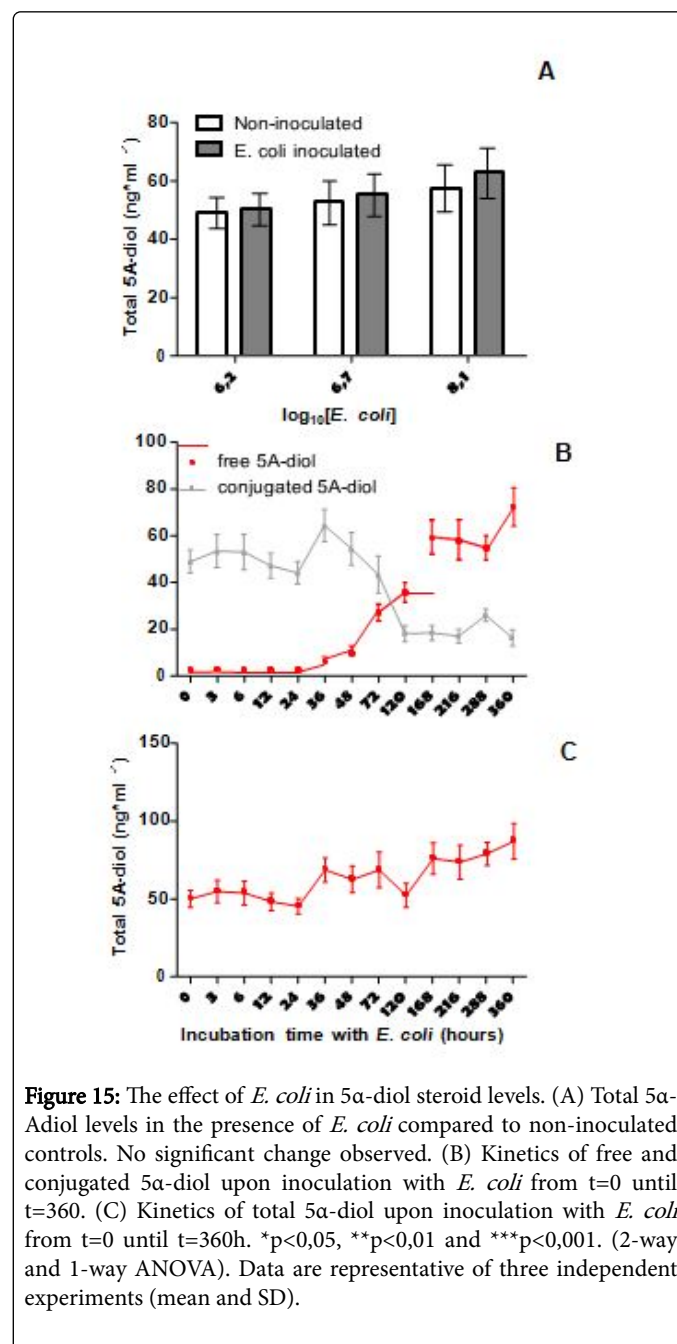 A
80
60
40
20
0
Total 5A-diol (ng*ml⁻¹)
Non-inoculated
E. coli inoculated
6,2
6,7
8,1
log₁₀[E. coli]
B
100
80
60
40
20
0
free 5A-diol
conjugated 5A-diol
0
3
6
12
24
36
48
72
120
168
216
288
360
C
150
100
50
0
Total 5A-diol (ng*ml⁻¹)
0
3
6
12
24
36
48
72
120
168
216
288
360
Incubation time with E. coli (hours)
Figure 15: The effect of E. coli in 5α-diol steroid levels. (A) Total 5α-
Adiol levels in the presence of E. coli compared to non-inoculated
controls. No significant change observed. (B) Kinetics of free and
conjugated 5α-diol upon inoculation with E. coli from t=0 until
t=360. (C) Kinetics of total 5α-diol upon inoculation with E. coli
from t=0 until t=360h. *p<0,05, **p<0,01 and ***p<0,001. (2-way
and 1-way ANOVA). Data are representative of three independent
experiments (mean and SD).